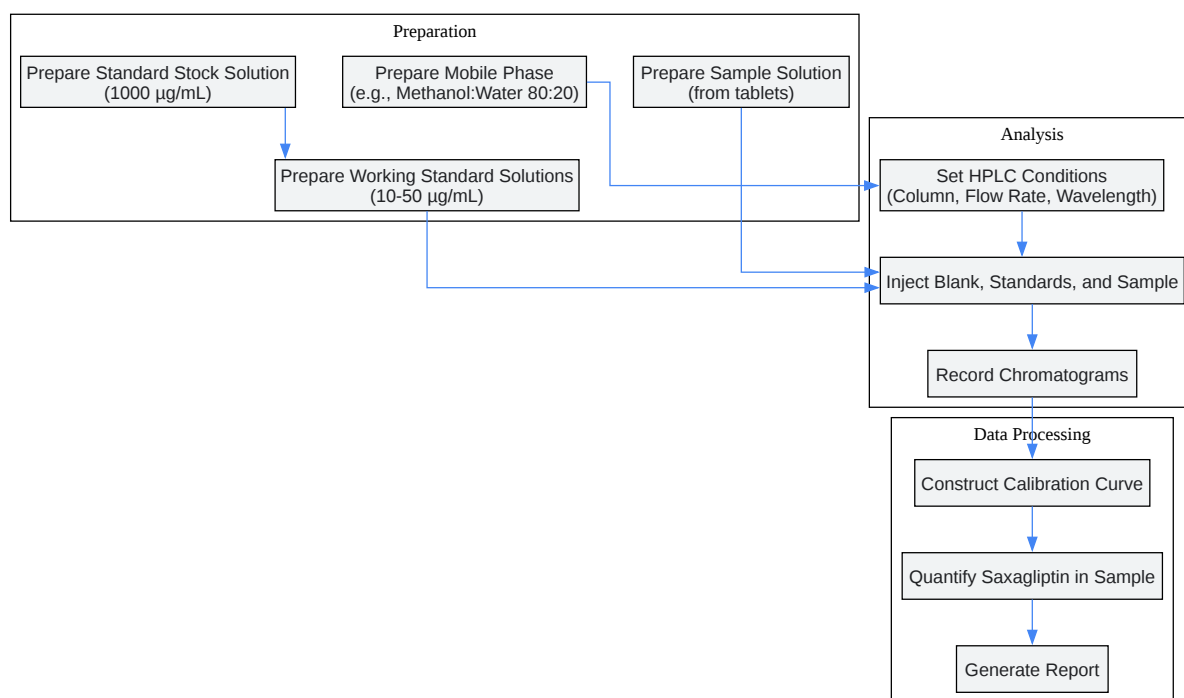 Preparation
Prepare Standard Stock Solution
(1000 µg/mL)
Prepare Mobile Phase
(e.g., Methanol:Water 80:20)
Prepare Sample Solution
(from tablets)
Prepare Working Standard Solutions
(10-50 µg/mL)
Analysis
Set HPLC Conditions
(Column, Flow Rate, Wavelength)
Inject Blank, Standards, and Sample
Record Chromatograms
Data Processing
Construct Calibration Curve
Quantify Saxagliptin in Sample
Generate Report